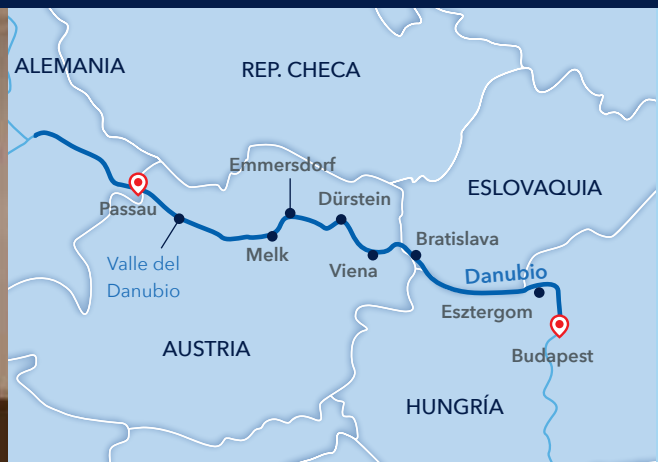 ALEMANIA
REP. CHECA
Emmersdorf
ESLOVAQUIA
Dürstein
Passau
Bratislava
Melk
Viena
Valle del
Danubio
Danubio
Esztergom
AUSTRIA
Budapest
HUNGRÍA